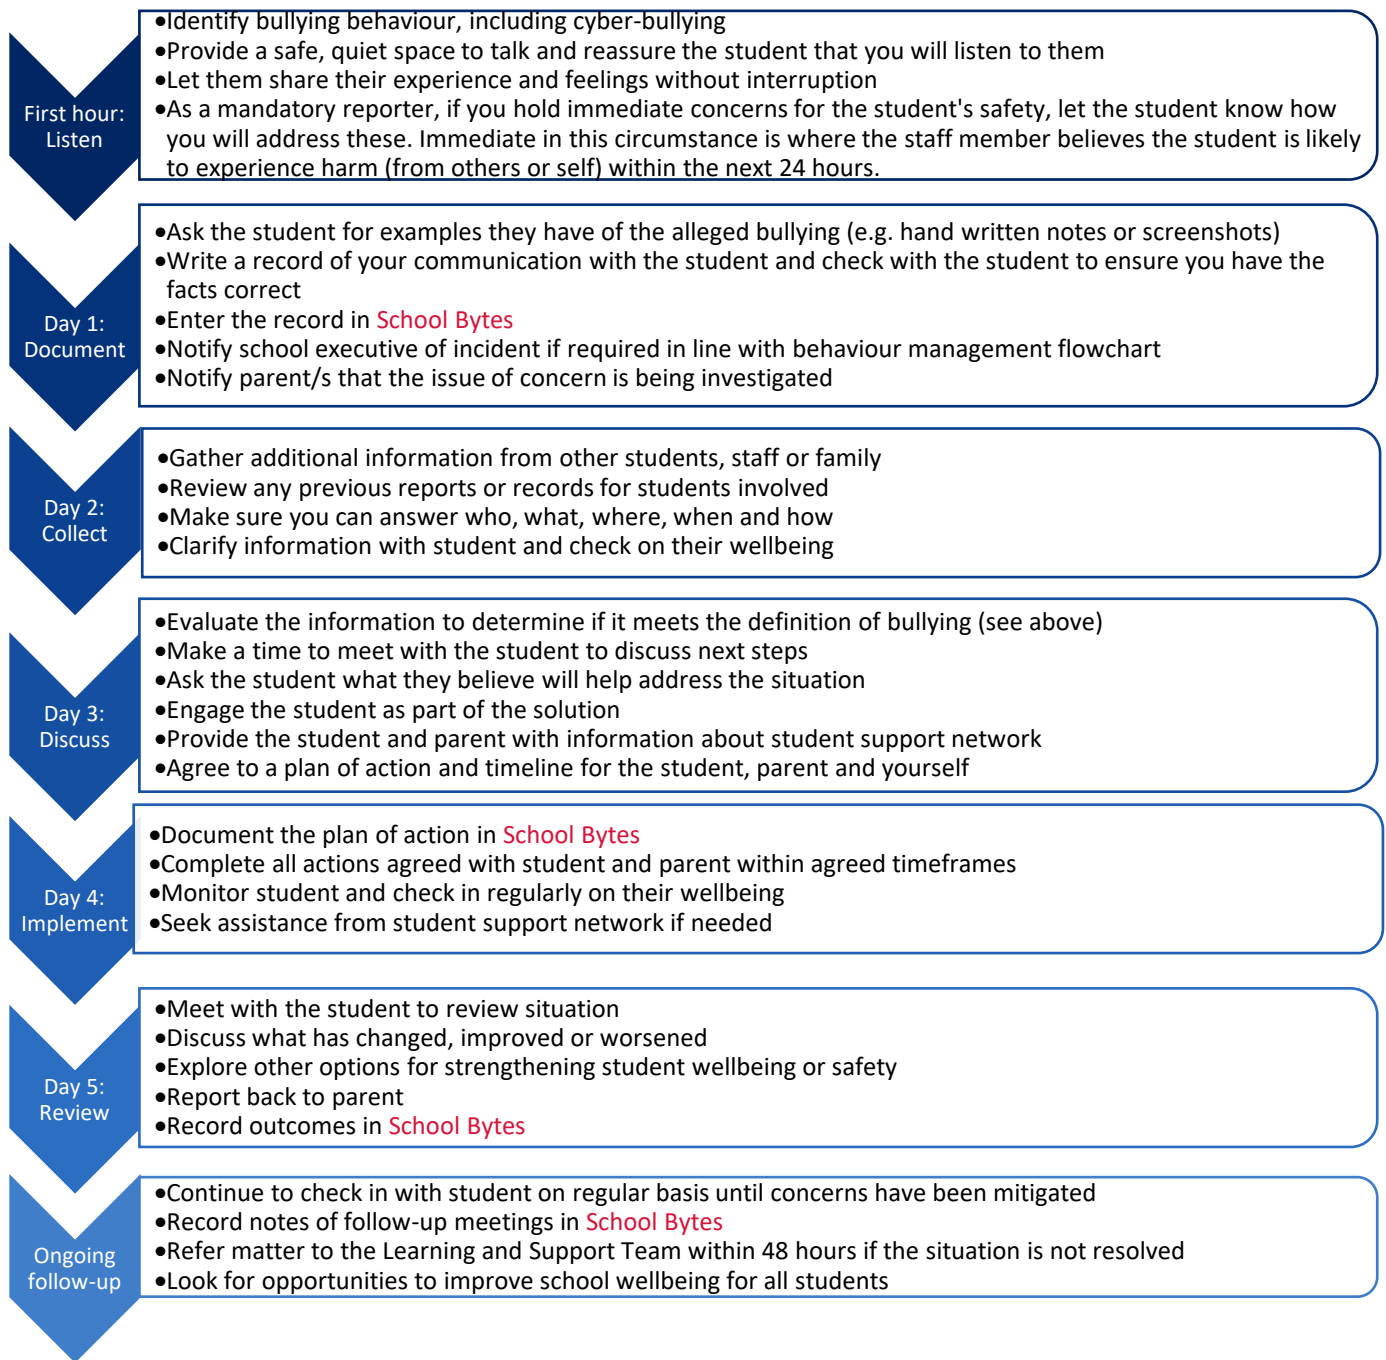 First hour:
Listen
•Identify bullying behaviour, including cyber-bullying
•Provide a safe, quiet space to talk and reassure the student that you will listen to them
•Let them share their experience and feelings without interruption
•As a mandatory reporter, if you hold immediate concerns for the student's safety, let the student know how
you will address these. Immediate in this circumstance is where the staff member believes the student is likely
to experience harm (from others or self) within the next 24 hours.
Day 1:
Document
•Ask the student for examples they have of the alleged bullying (e.g. hand written notes or screenshots)
•Write a record of your communication with the student and check with the student to ensure you have the
facts correct
•Enter the record in School Bytes
•Notify school executive of incident if required in line with behaviour management flowchart
•Notify parent/s that the issue of concern is being investigated
Day 2:
Collect
•Gather additional information from other students, staff or family
•Review any previous reports or records for students involved
•Make sure you can answer who, what, where, when and how
•Clarify information with student and check on their wellbeing
Day 3:
Discuss
•Evaluate the information to determine if it meets the definition of bullying (see above)
•Make a time to meet with the student to discuss next steps
•Ask the student what they believe will help address the situation
•Engage the student as part of the solution
•Provide the student and parent with information about student support network
•Agree to a plan of action and timeline for the student, parent and yourself
Day 4:
Implement
•Document the plan of action in School Bytes
•Complete all actions agreed with student and parent within agreed timeframes
•Monitor student and check in regularly on their wellbeing
•Seek assistance from student support network if needed
Day 5:
Review
•Meet with the student to review situation
•Discuss what has changed, improved or worsened
•Explore other options for strengthening student wellbeing or safety
•Report back to parent
•Record outcomes in School Bytes
Ongoing
follow-up
•Continue to check in with student on regular basis until concerns have been mitigated
•Record notes of follow-up meetings in School Bytes
•Refer matter to the Learning and Support Team within 48 hours if the situation is not resolved
•Look for opportunities to improve school wellbeing for all students